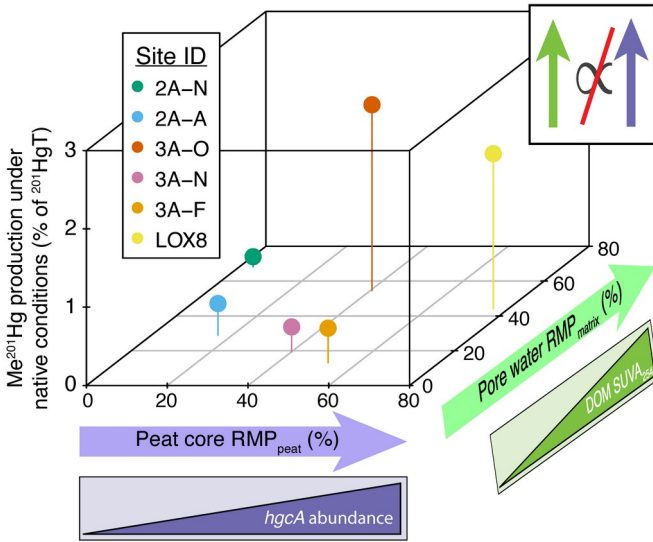 Site ID
2A–N
2A–A
3A–O
3A–N
3A–F
LOX8
∝
Me²⁰¹Hg production under
native conditions (% of ²⁰¹HgT)
3
2
1
0
0
20
40
60
80
0
20
40
60
80
Peat core RMPₚₑₐₜ (%)
Pore water RMP_matrix (%)
hgcA abundance
DOM SUVA₂₅₄